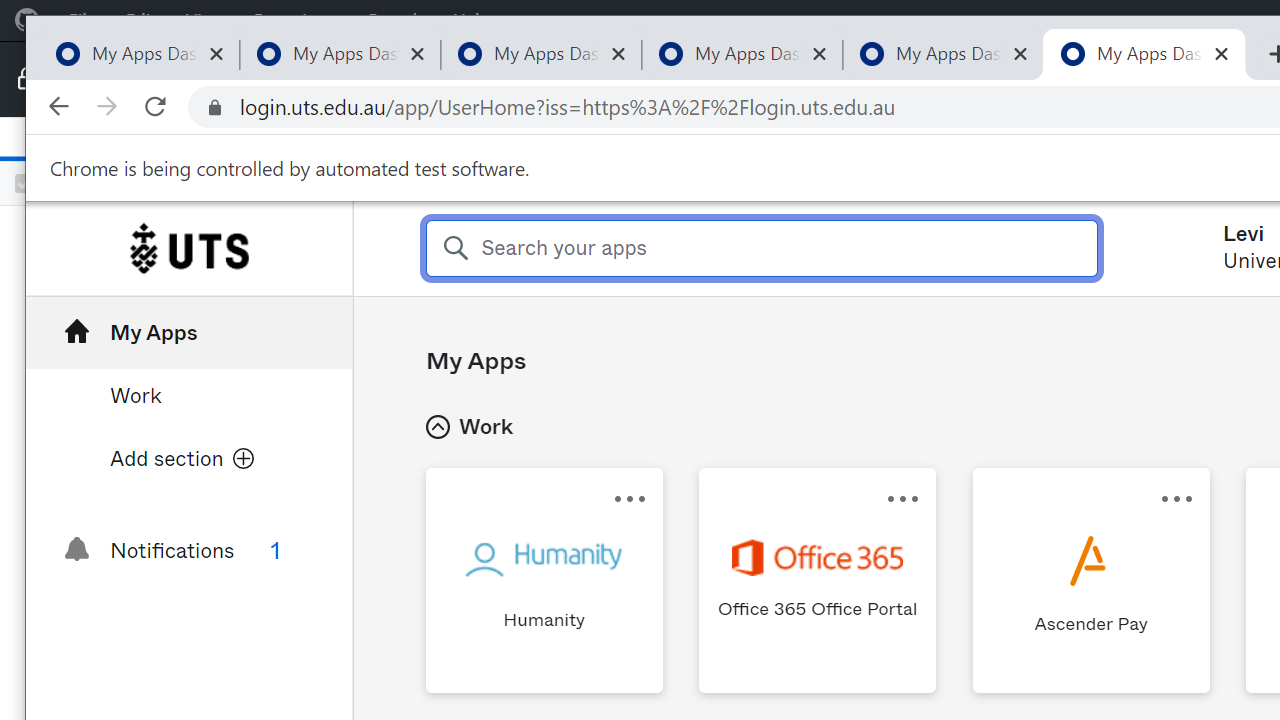 My Apps Das
My Apps Das
My Apps Das
My Apps Das
My Apps Das
My Apps Das
login.uts.edu.au/app/UserHome?iss=https%3A%2F%2Flogin.uts.edu.au
Chrome is being controlled by automated test software.
UTS
Search your apps
Levi
Univer
My Apps
Work
Add section
Notifications 1
My Apps
Work
Humanity
Humanity
Office 365
Office 365 Office Portal
Ascender Pay